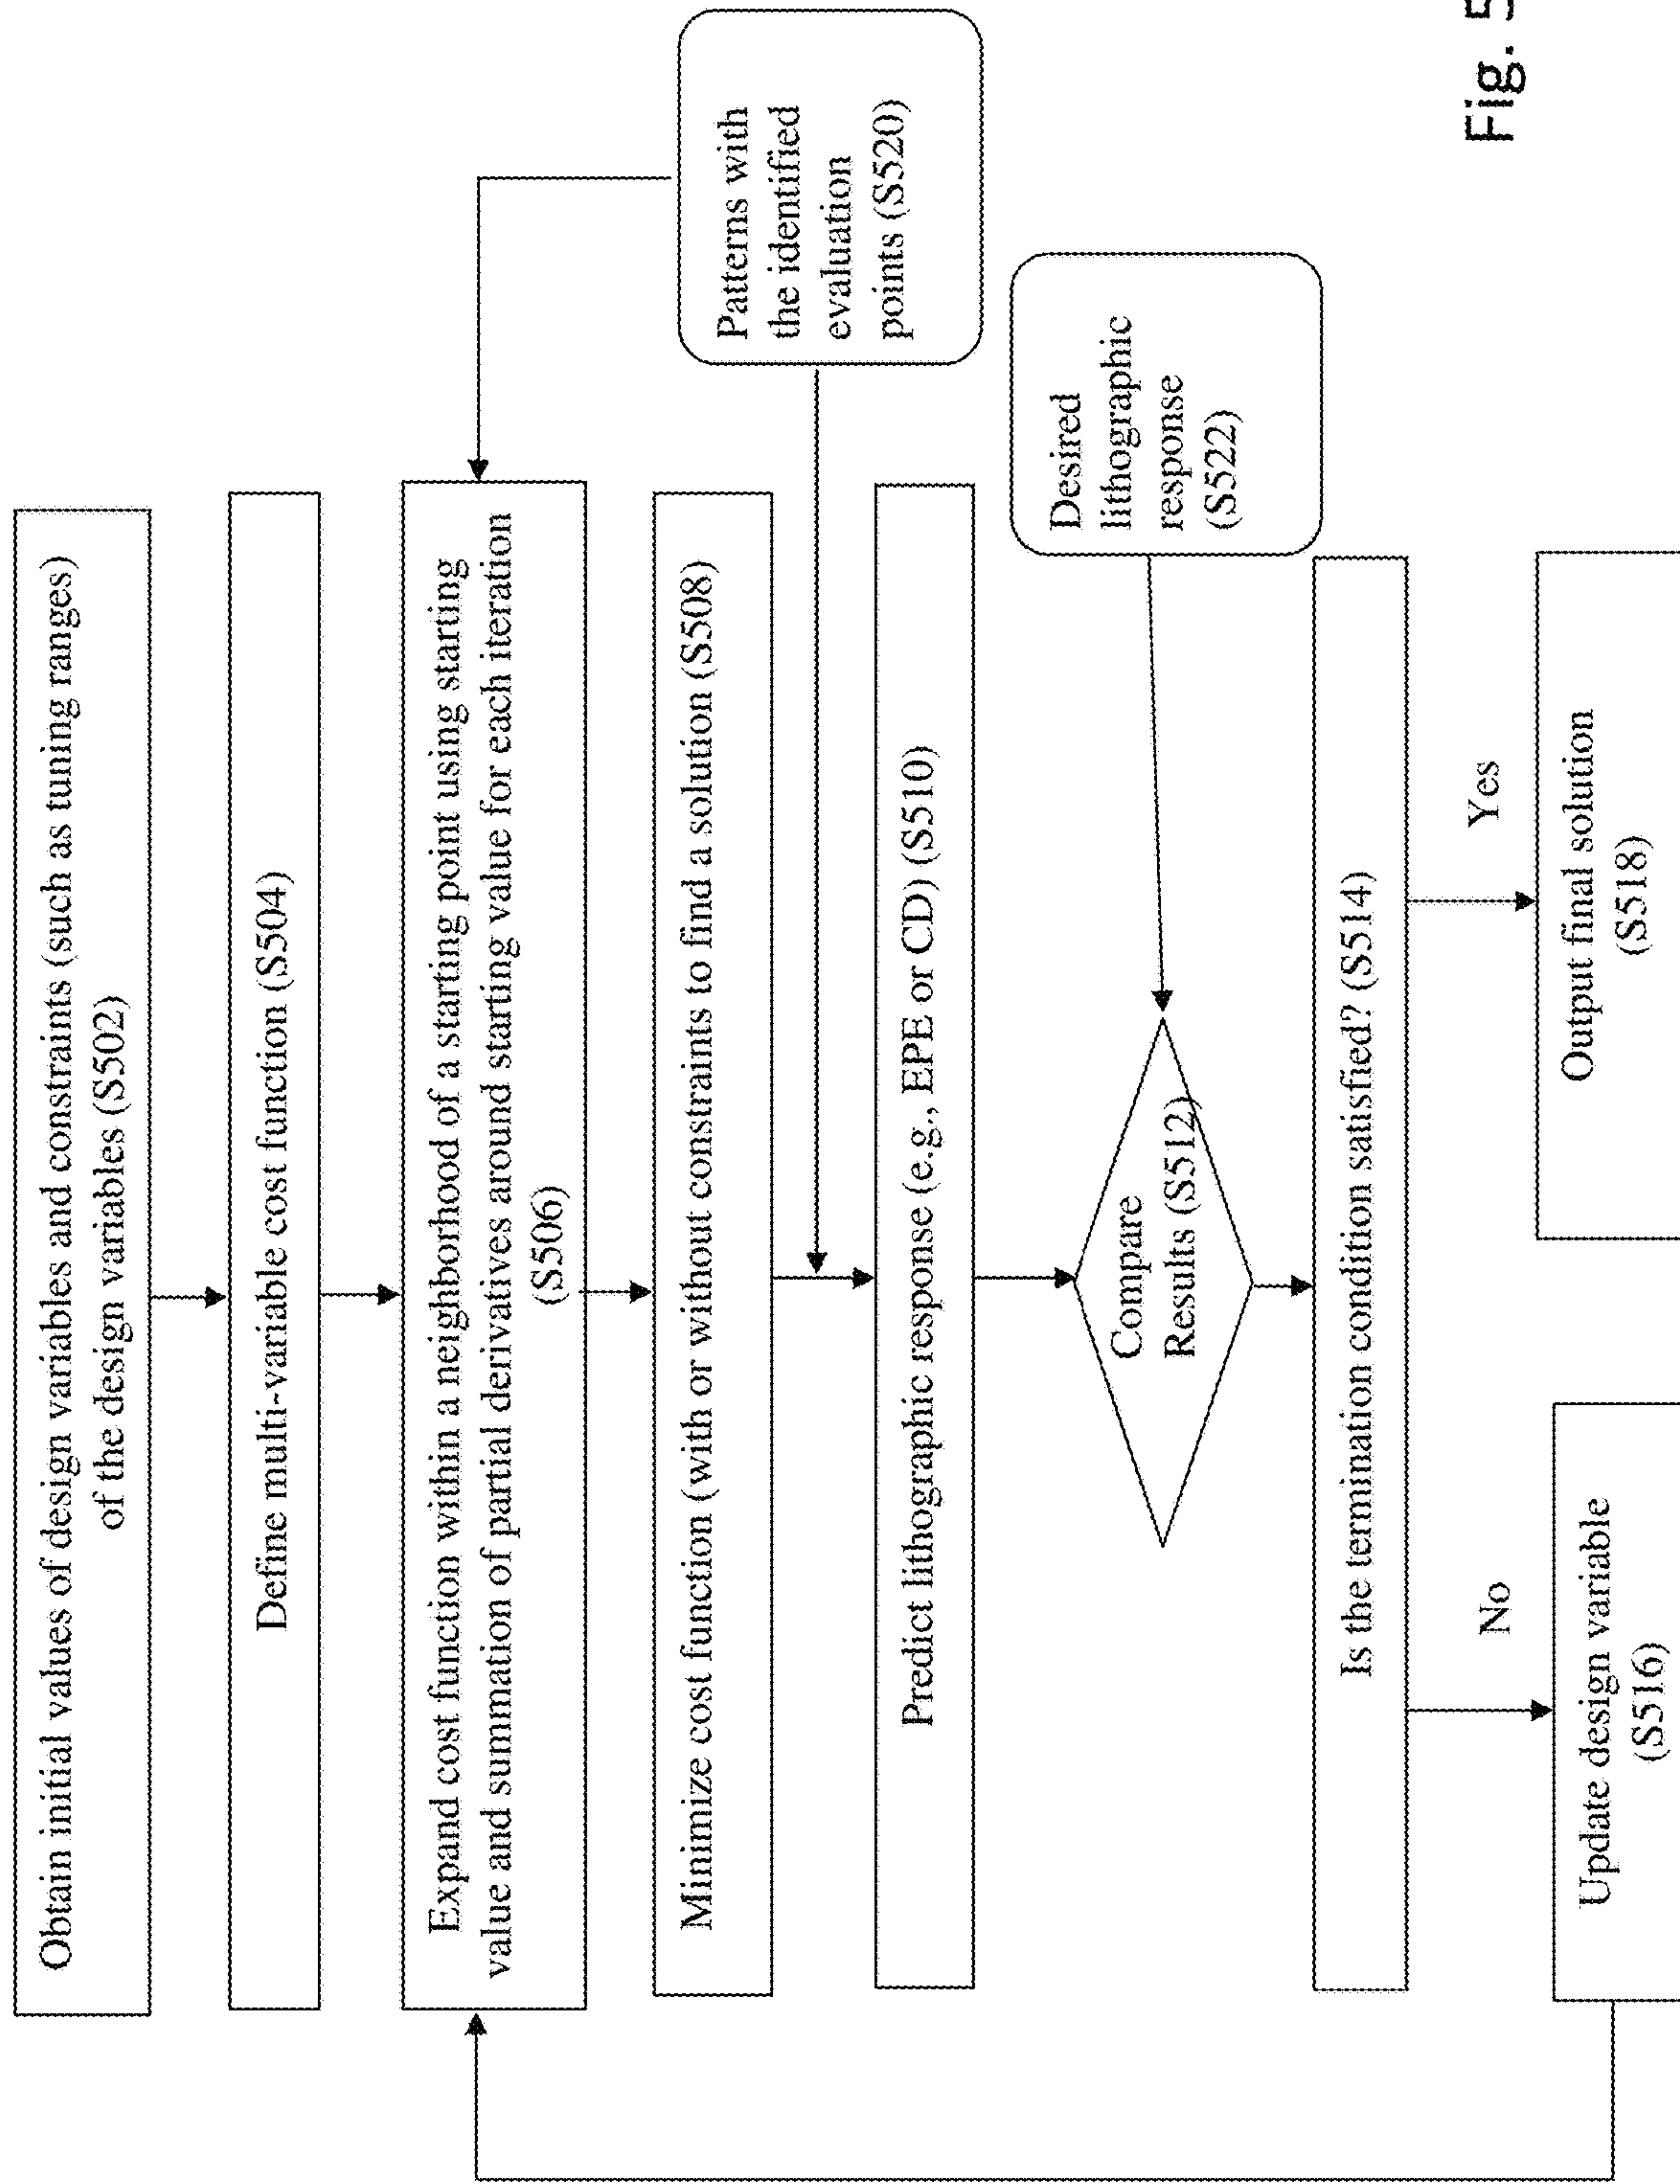 Obtain initial values of design variables and constraints (such as tuning ranges)
of the design variables (S502)
Define multi-variable cost function (S504)
Expand cost function within a neighborhood of a starting point using starting
value and summation of partial derivatives around starting value for each iteration
(S506)
Patterns with
the identified
evaluation
points (S520)
Minimize cost function (with or without constraints to find a solution (S508)
Predict lithographic response (e.g., EPE or CD) (S510)
Desired
lithographic
response
(S522)
Compare
Results (S512)
Is the termination condition satisfied? (S514)
No
Yes
Update design variable
(S516)
Output final solution
(S518)
Fig. 5